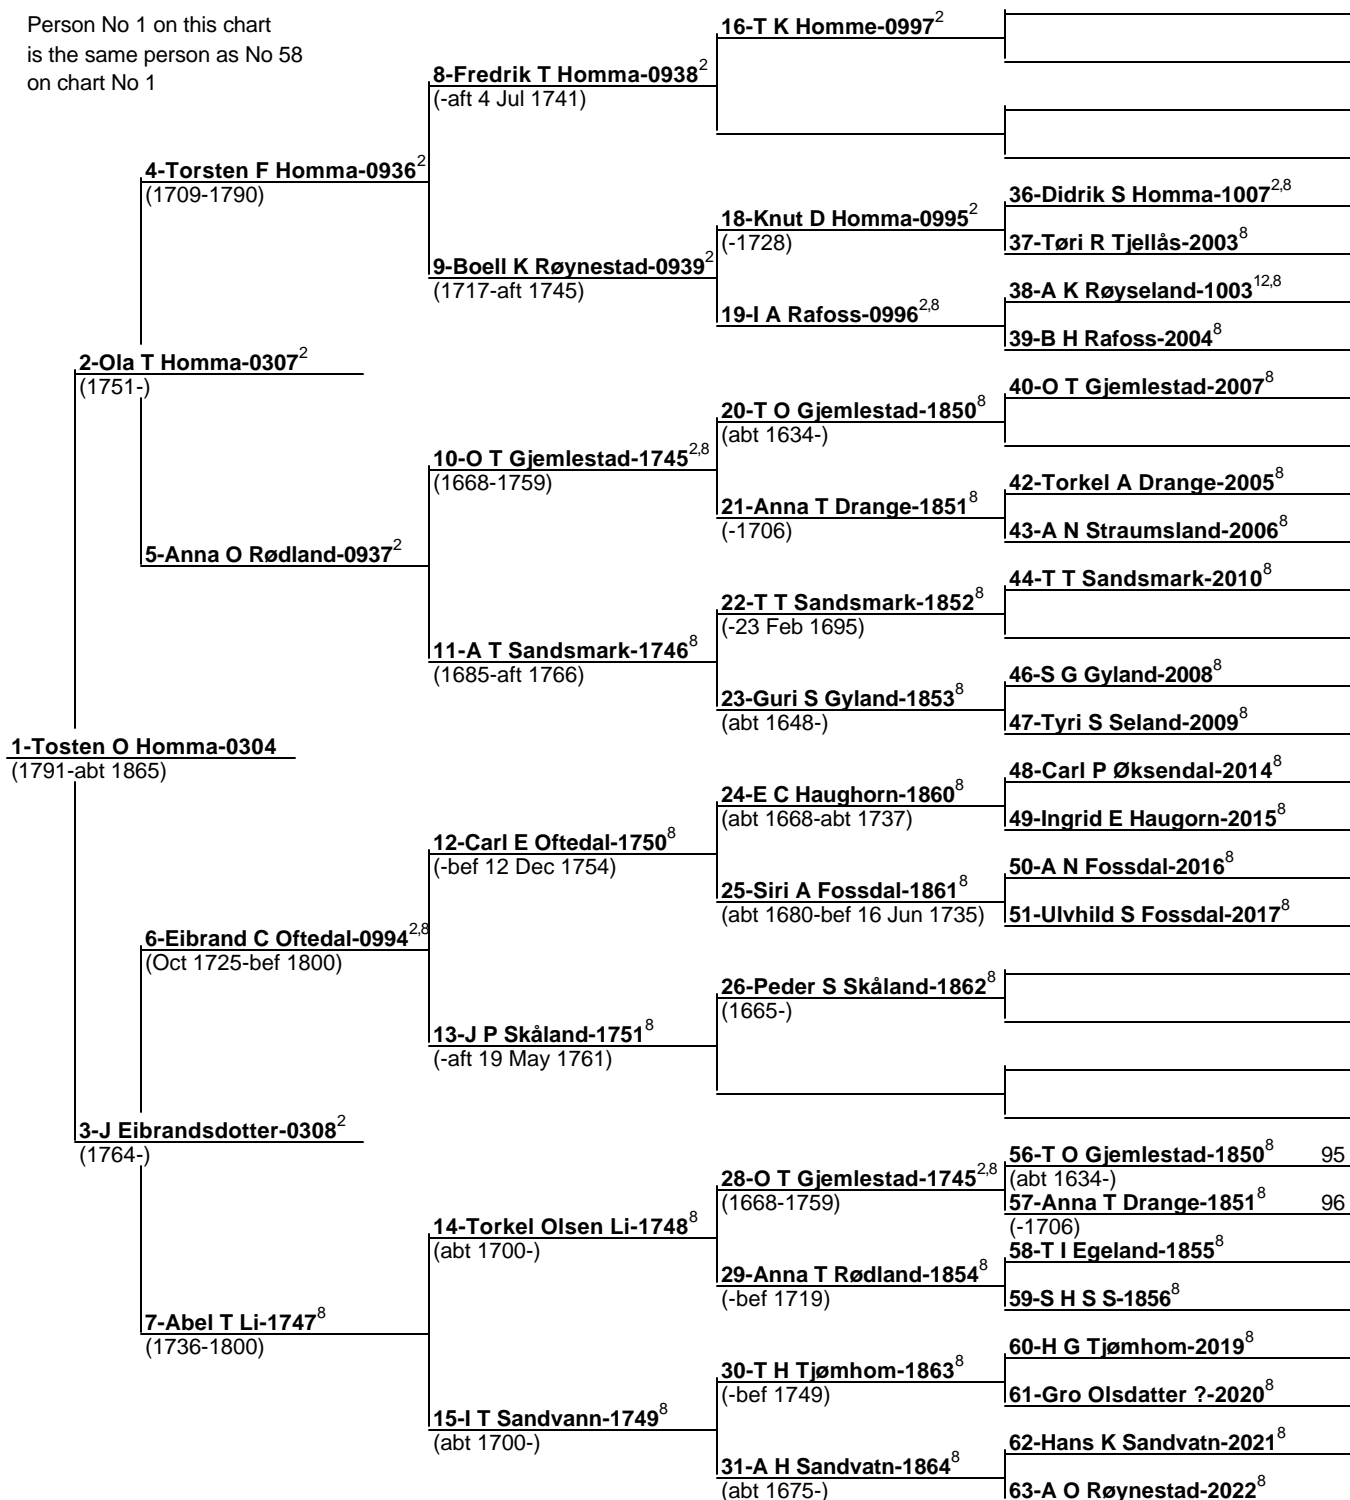 Person No 1 on this chart
is the same person as No 58
on chart No 1
1-Tosten O Homma-0304
(1791-abt 1865)
2-Ola T Homma-0307²
(1751-)
3-J Eibrandsdotter-0308²
(1764-)
4-Torsten F Homma-0936²
(1709-1790)
5-Anna O Rødland-0937²
6-Eibrand C Oftedal-0994²,⁸
(Oct 1725-bef 1800)
7-Abel T Li-1747⁸
(1736-1800)
8-Fredrik T Homma-0938²
(-aft 4 Jul 1741)
9-Boell K Røynestad-0939²
(1717-aft 1745)
10-O T Gjemlestad-1745²,⁸
(1668-1759)
11-A T Sandsmark-1746⁸
(1685-aft 1766)
12-Carl E Oftedal-1750⁸
(-bef 12 Dec 1754)
13-J P Skåland-1751⁸
(-aft 19 May 1761)
14-Torkel Olsen Li-1748⁸
(abt 1700-)
15-I T Sandvann-1749⁸
(abt 1700-)
16-T K Homme-0997²
18-Knut D Homma-0995²
(-1728)
19-I A Rafoss-0996²,⁸
20-T O Gjemlestad-1850⁸
(abt 1634-)
21-Anna T Drange-1851⁸
(-1706)
22-T T Sandsmark-1852⁸
(-23 Feb 1695)
23-Guri S Gyland-1853⁸
(abt 1648-)
24-E C Haughorn-1860⁸
(abt 1668-abt 1737)
25-Siri A Fossdal-1861⁸
(abt 1680-bef 16 Jun 1735)
26-Peder S Skåland-1862⁸
(1665-)
28-O T Gjemlestad-1745²,⁸
(1668-1759)
29-Anna T Rødland-1854⁸
(-bef 1719)
30-T H Tjømhom-1863⁸
(-bef 1749)
31-A H Sandvatn-1864⁸
(abt 1675-)
36-Didrik S Homma-1007²,⁸
37-Tøri R Tjellås-2003⁸
38-A K Røyseland-1003¹²,⁸
39-B H Rafoss-2004⁸
40-O T Gjemlestad-2007⁸
42-Torkel A Drange-2005⁸
43-A N Straumsland-2006⁸
44-T T Sandsmark-2010⁸
46-S G Gyland-2008⁸
47-Tyri S Seland-2009⁸
48-Carl P Øksendal-2014⁸
49-Ingrid E Haugorn-2015⁸
50-A N Fossdal-2016⁸
51-Ulvhild S Fossdal-2017⁸
56-T O Gjemlestad-1850⁸ 95
(abt 1634-)
57-Anna T Drange-1851⁸ 96
(-1706)
58-T I Egeland-1855⁸
59-S H S S-1856⁸
60-H G Tjømhom-2019⁸
61-Gro Olsdatter ?-2020⁸
62-Hans K Sandvatn-2021⁸
63-A O Røynestad-2022⁸